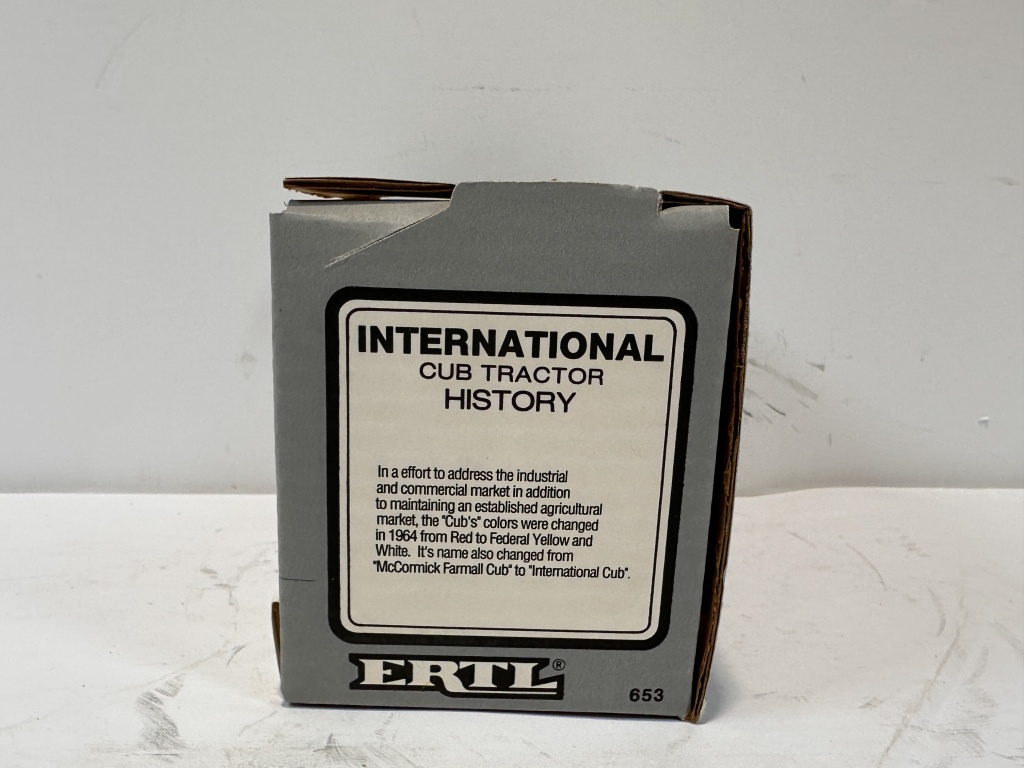 INTERNATIONAL
CUB TRACTOR
HISTORY
In a effort to address the industrial
and commercial market in addition
to maintaining an established agricultural
market, the "Cub's" colors were changed
in 1964 from Red to Federal Yellow and
White. It's name also changed from
"McCormick Farmall Cub" to "International Cub".
ERTL®
653